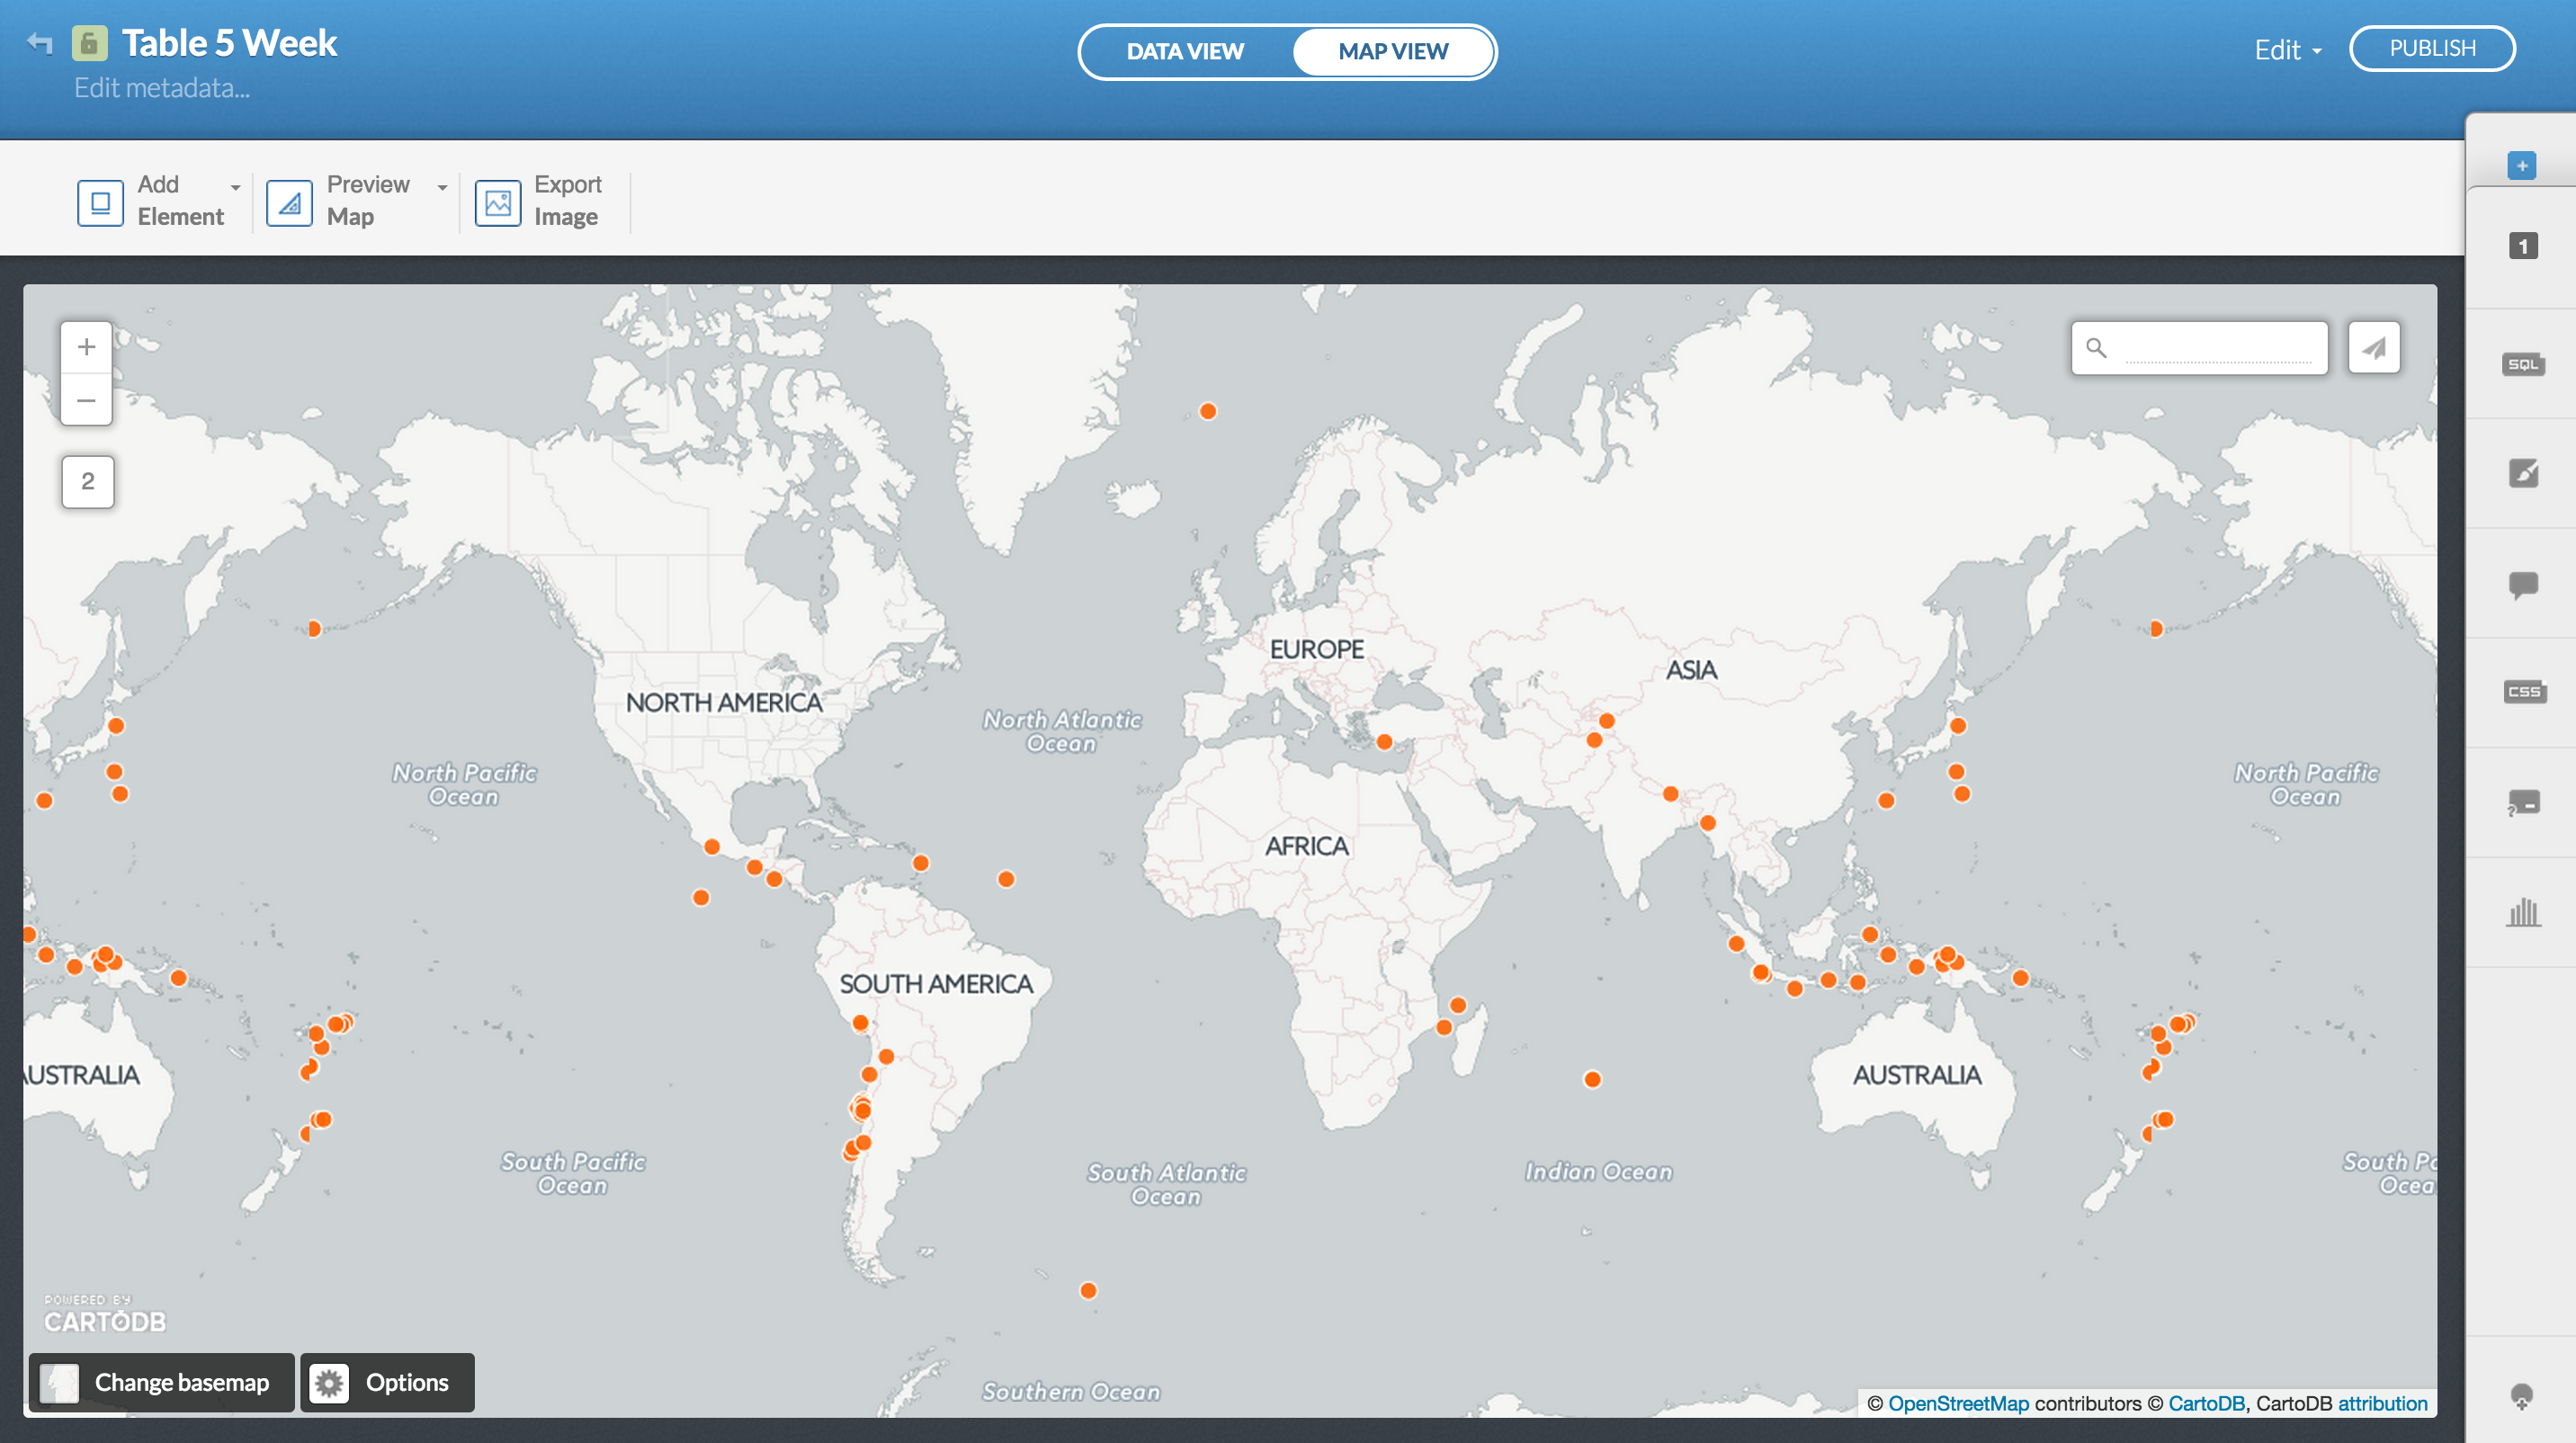 Table 5 Week
Edit metadata...
DATA VIEW
MAP VIEW
Edit
PUBLISH
Add
Element
Preview
Map
Export
Image
+
1
SQL
CSS
?
+
−
2
EUROPE
ASIA
NORTH AMERICA
North Atlantic
Ocean
North Pacific
Ocean
North Pacific
Ocean
AFRICA
SOUTH AMERICA
USTRALIA
AUSTRALIA
South Pacific
Ocean
South Atlantic
Ocean
Indian Ocean
South Pa
Ocea
Southern Ocean
POWERED BY
CARTODB
Change basemap
Options
© OpenStreetMap contributors © CartoDB, CartoDB attribution